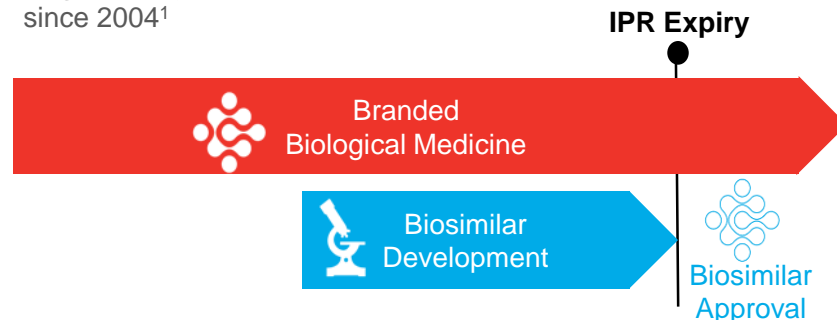 since 2004¹
IPR Expiry
Branded
Biological Medicine
Biosimilar
Development
Biosimilar
Approval